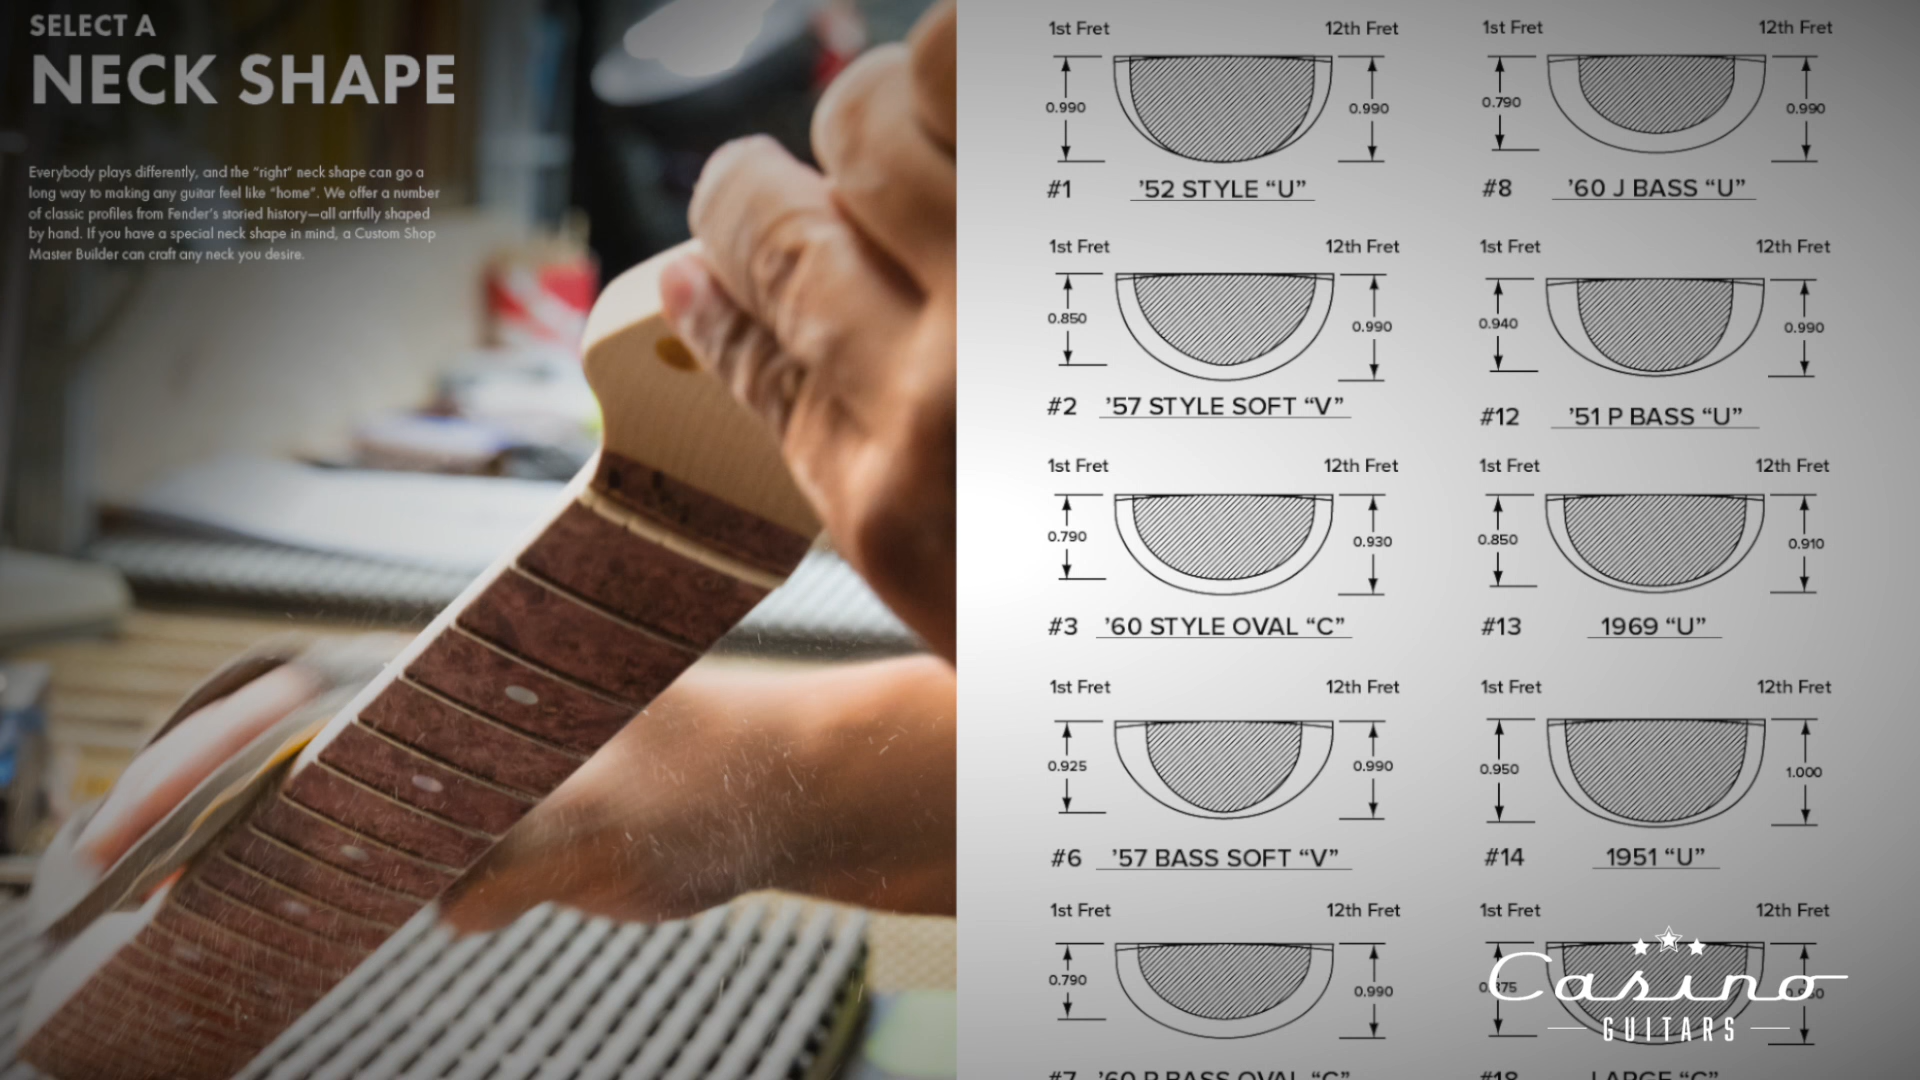 SELECT A
NECK SHAPE
Everybody plays differently, and the “right” neck shape can go a
long way to making any guitar feel like “home”. We offer a number
of classic profiles from Fender’s storied history—all artfully shaped
by hand. If you have a special neck shape in mind, a Custom Shop
Master Builder can craft any neck you desire.
1st Fret 12th Fret
0.990 0.990
#1 ’52 STYLE “U”
1st Fret 12th Fret
0.850 0.990
#2 ’57 STYLE SOFT “V”
1st Fret 12th Fret
0.790 0.930
#3 ’60 STYLE OVAL “C”
1st Fret 12th Fret
0.925 0.990
#6 ’57 BASS SOFT “V”
1st Fret 12th Fret
0.790 0.990
#7 ’60 P BASS OVAL “C”
1st Fret 12th Fret
0.790 0.990
#8 ’60 J BASS “U”
1st Fret 12th Fret
0.940 0.990
#12 ’51 P BASS “U”
1st Fret 12th Fret
0.850 0.910
#13 1969 “U”
1st Fret 12th Fret
0.950 1.000
#14 1951 “U”
1st Fret 12th Fret
LARGE “C”
Casino
GUITARS